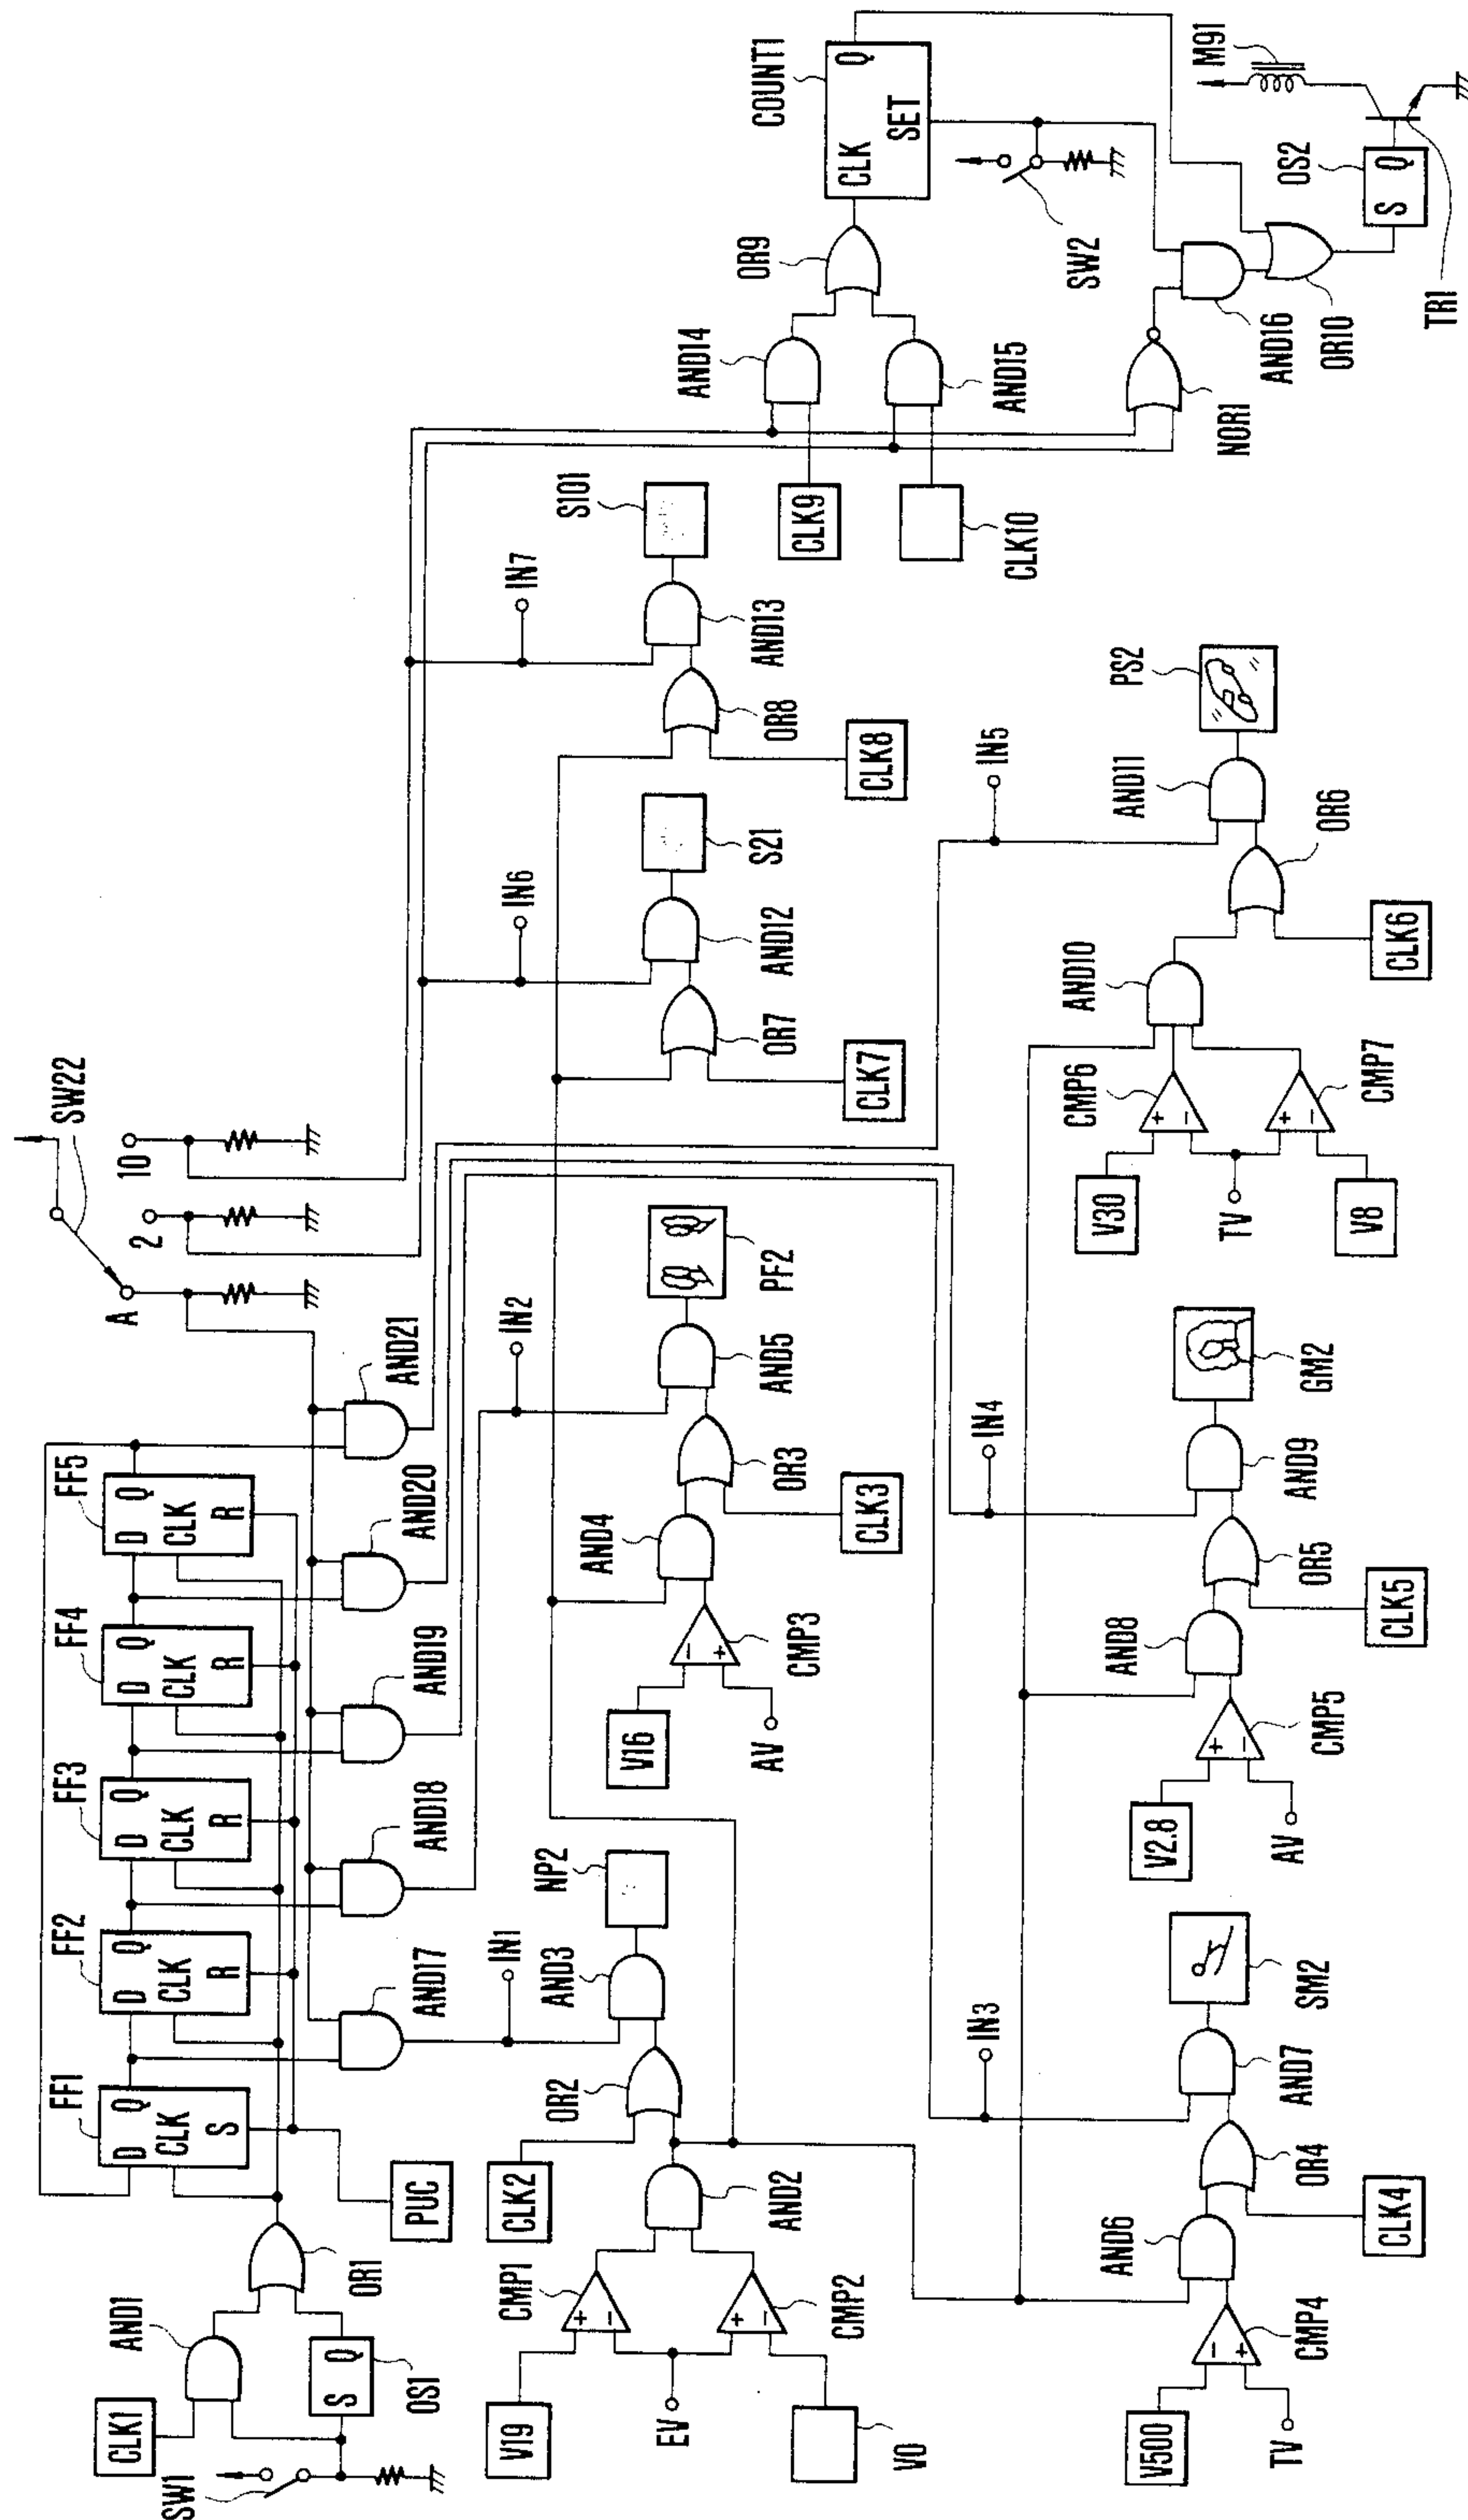 SW1
CLK1
AND1
S Q
OS1
OR1
PUC
FF1
D Q
CLK
S
FF2
D Q
CLK
R
FF3
D Q
CLK
R
FF4
D Q
CLK
R
FF5
D Q
CLK
R
AND17
AND18
AND19
AND20
AND21
A
2
10
SW22
V19
EV
V0
CMP1
+
−
CMP2
+
−
CLK2
AND2
OR2
AND3
NP2
IN1
V16
AV
CMP3
−
+
AND4
CLK3
OR3
AND5
PF2
IN2
CLK7
OR7
AND12
S21
IN6
CLK8
OR8
AND13
S101
IN7
V500
TV
CMP4
−
+
AND6
CLK4
OR4
AND7
SM2
IN3
V2.8
AV
CMP5
+
−
AND8
CLK5
OR5
AND9
GM2
IN4
V30
TV
V8
CMP6
+
−
CMP7
+
−
AND10
CLK6
OR6
AND11
PS2
IN5
CLK9
CLK10
AND14
AND15
OR9
COUNT1
CLK
Q
SET
SW2
NOR1
AND16
OR10
S Q
OS2
TR1
M91